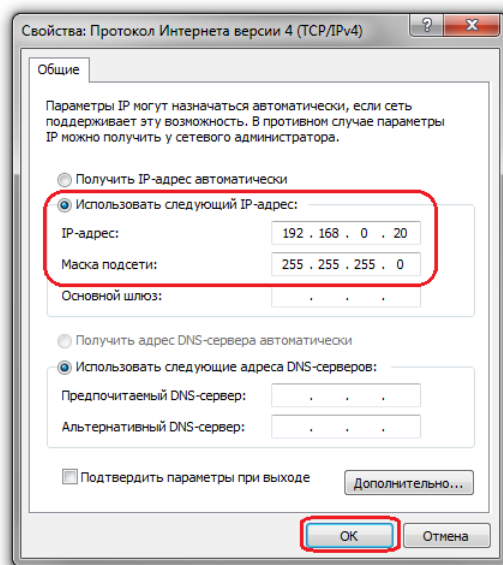 Свойства: Протокол Интернета версии 4 (TCP/IPv4)
Общие
Параметры IP могут назначаться автоматически, если сеть
поддерживает эту возможность. В противном случае параметры
IP можно получить у сетевого администратора.
Получить IP-адрес автоматически
Использовать следующий IP-адрес:
IP-адрес: 192 . 168 . 0 . 20
Маска подсети: 255 . 255 . 255 . 0
Основной шлюз: . . .
Получить адрес DNS-сервера автоматически
Использовать следующие адреса DNS-серверов:
Предпочитаемый DNS-сервер: . . .
Альтернативный DNS-сервер: . . .
Подтвердить параметры при выходе
Дополнительно...
ОК Отмена